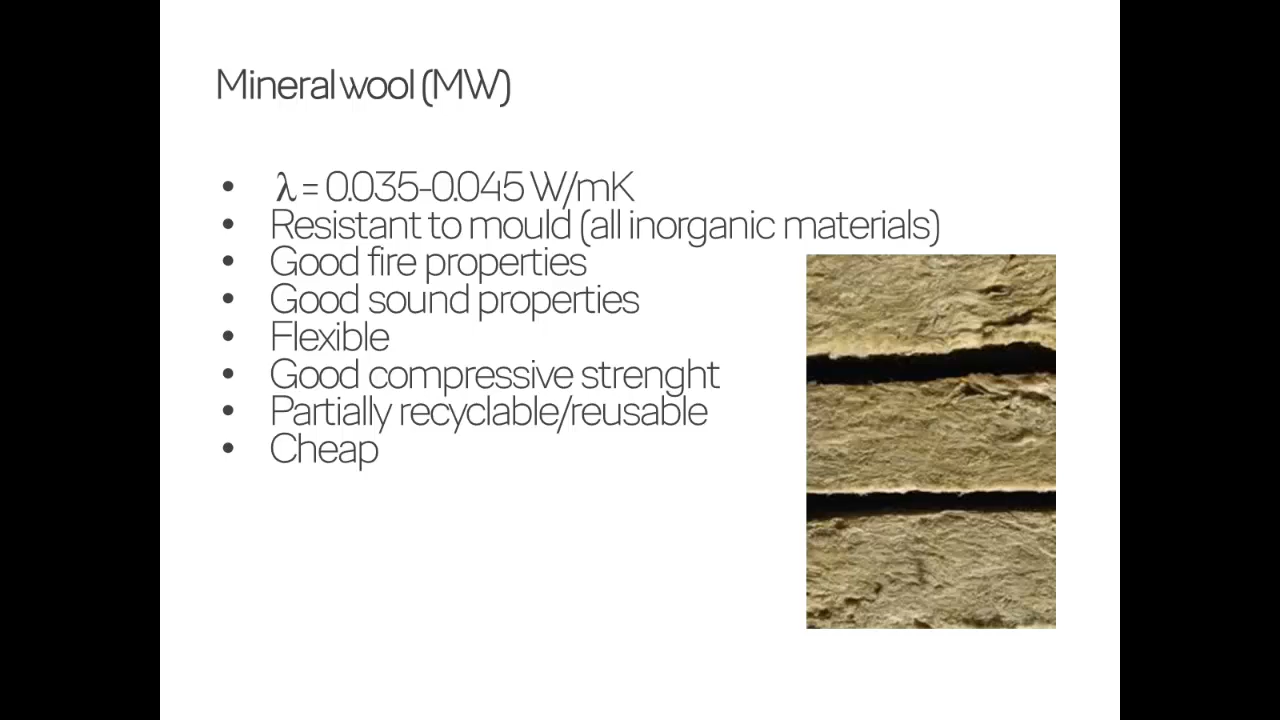 Mineral wool (MW)
• λ = 0.035-0.045 W/mK
• Resistant to mould (all inorganic materials)
• Good fire properties
• Good sound properties
• Flexible
• Good compressive strenght
• Partially recyclable/reusable
• Cheap